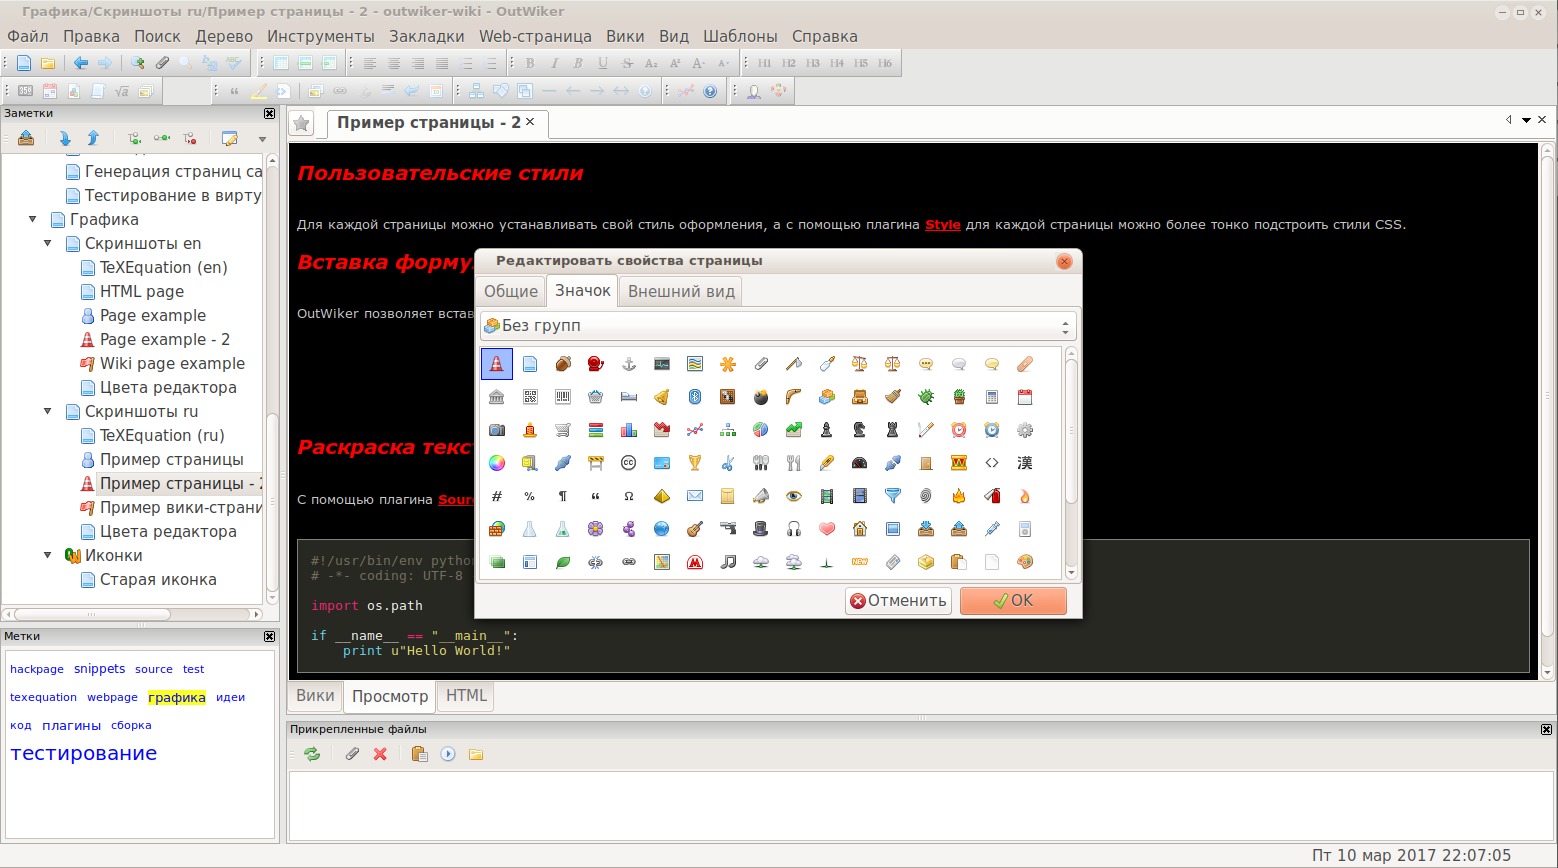 Графика/Скриншоты ru/Пример страницы - 2 - outwiker-wiki - OutWiker
Файл Правка Поиск Дерево Инструменты Закладки Web-страница Вики Вид Шаблоны Справка
B I B U S A₂ A² A+ A- H1 H2 H3 H4 H5 H6
Заметки
Генерация страниц са
Тестирование в вирту
Графика
Скриншоты en
TeXEquation (en)
HTML page
Page example
Page example - 2
Wiki page example
Цвета редактора
Скриншоты ru
TeXEquation (ru)
Пример страницы
Пример страницы - 2
Пример вики-страни
Цвета редактора
Иконки
Старая иконка
Метки
hackpage snippets source test
texequation webpage графика идеи
код плагины сборка
тестирование
Пример страницы - 2
Пользовательские стили
Для каждой страницы можно устанавливать свой стиль оформления, а с помощью плагина Style для каждой страницы можно более тонко подстроить стили CSS.
Вставка форму
OutWiker позволяет встав
Раскраска текс
С помощью плагина Sour
#!/usr/bin/env python
# -*- coding: UTF-8
import os.path
if __name__ == "__main__":
print u"Hello World!"
Редактировать свойства страницы
Общие Значок Внешний вид
Без групп
Отменить OK
Вики Просмотр HTML
Прикрепленные файлы
Пт 10 мар 2017 22:07:05